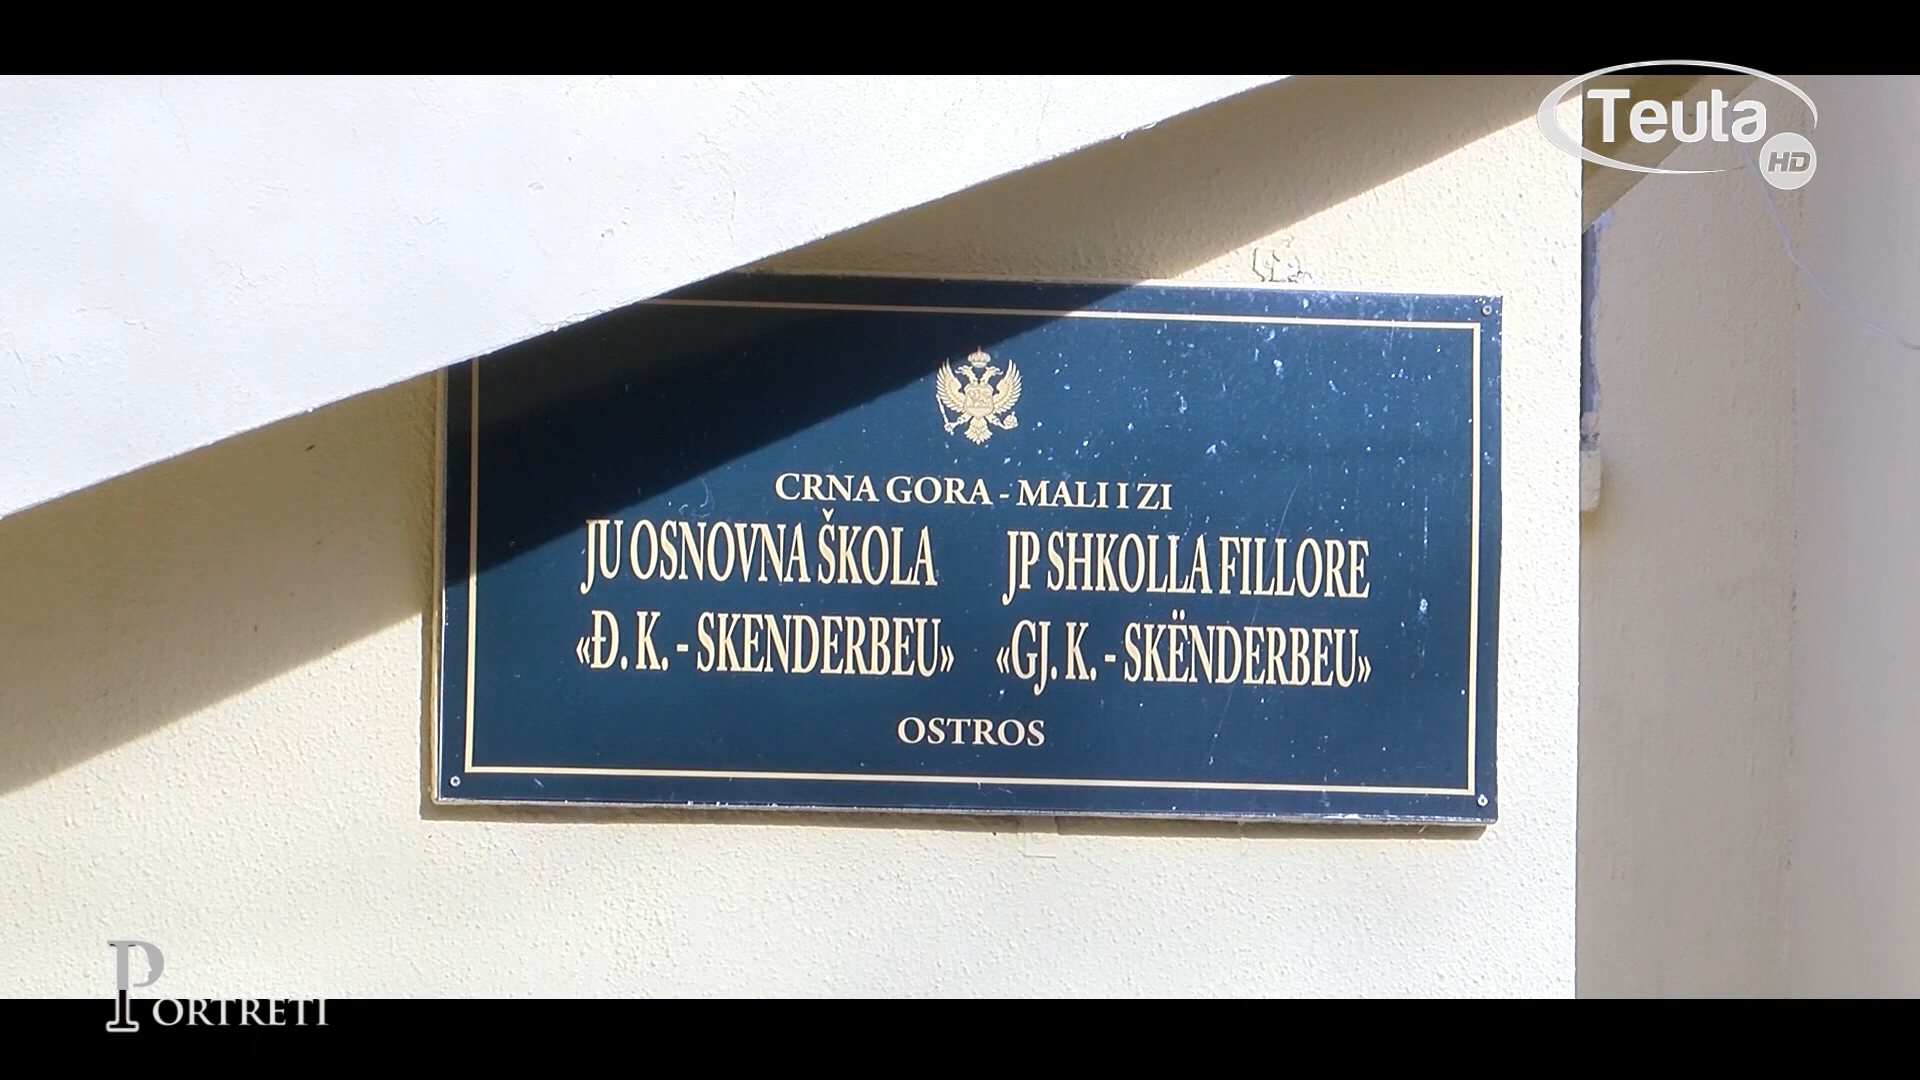 Teuta
HD
CRNA GORA - MALI I ZI
JU OSNOVNA ŠKOLA JP SHKOLLA FILLORE
«Đ. K. - SKENDERBEU» «GJ. K. - SKËNDERBEU»
OSTROS
PORTRETI